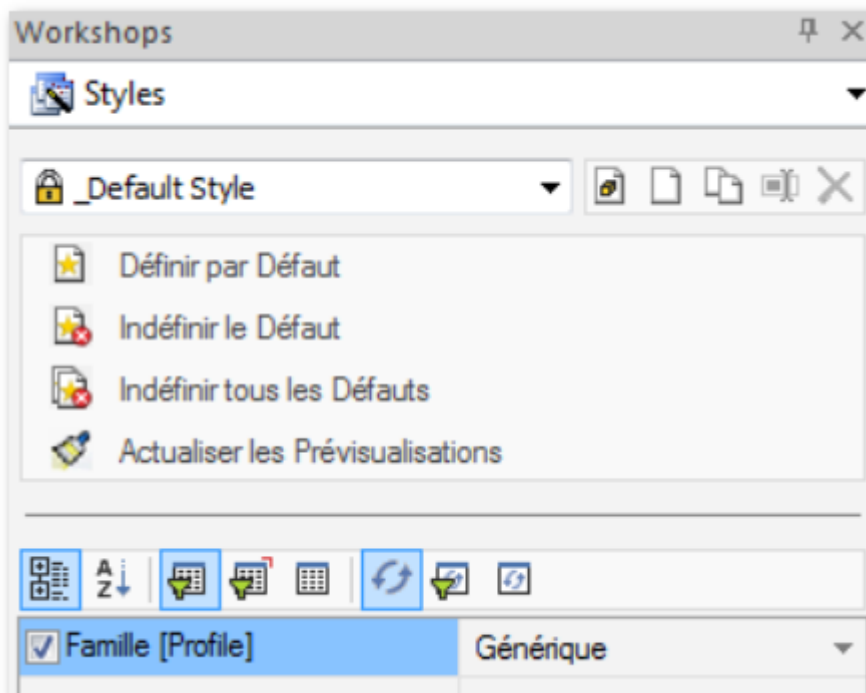 Workshops
Styles
_Default Style
Définir par Défaut
Indéfinir le Défaut
Indéfinir tous les Défauts
Actualiser les Prévisualisations
A
Z
Famille [Profile] Générique